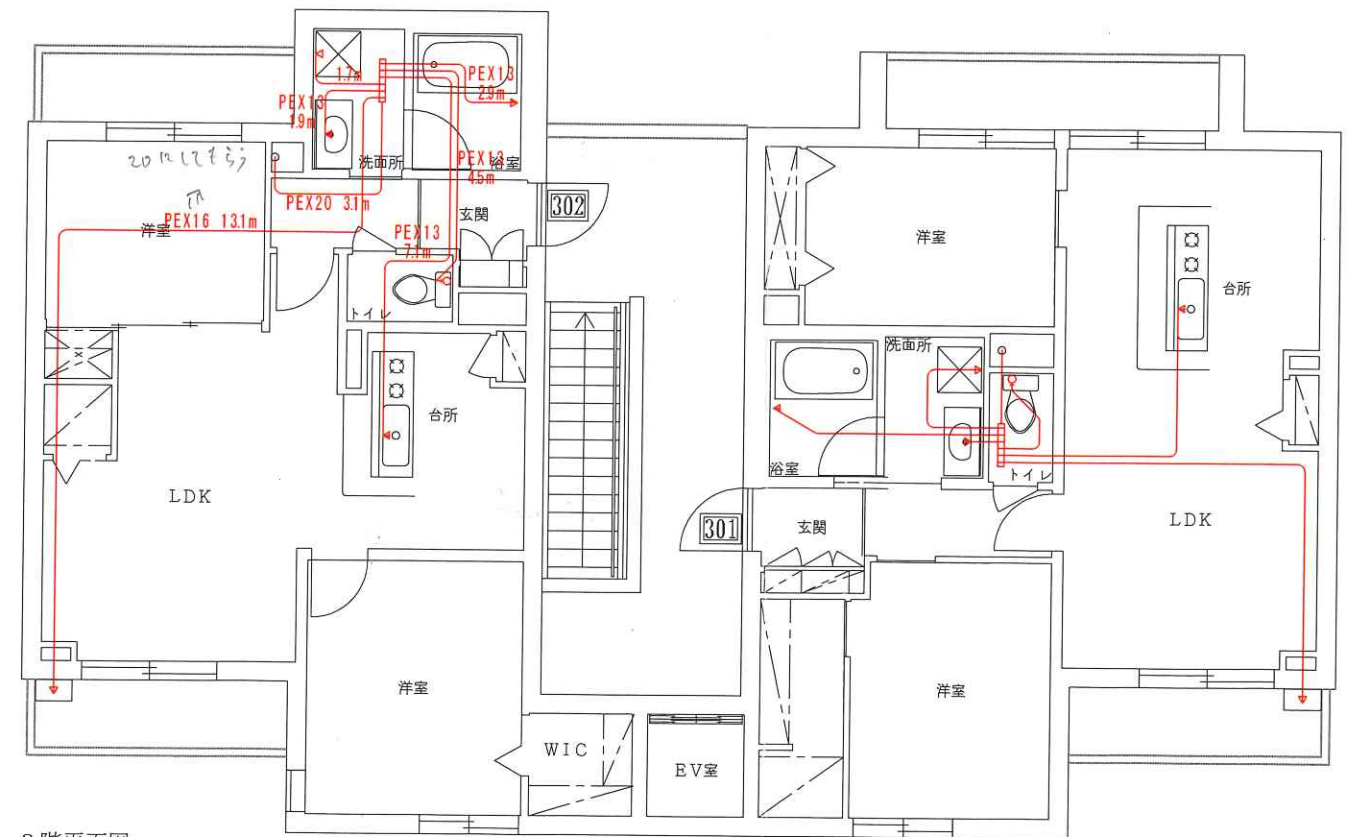 1.7m
PEX13
2.9m
PEX13
1.9m
洗面所
PEX13
4.5m
浴室
20にしてもらう
PEX20 3.1m
玄関
302
PEX16 13.1m
洋室
PEX13
7.1m
トイレ
台所
LDK
洋室
WIC
EV室
洋室
台所
洗面所
浴室
トイレ
301
玄関
LDK
洋室